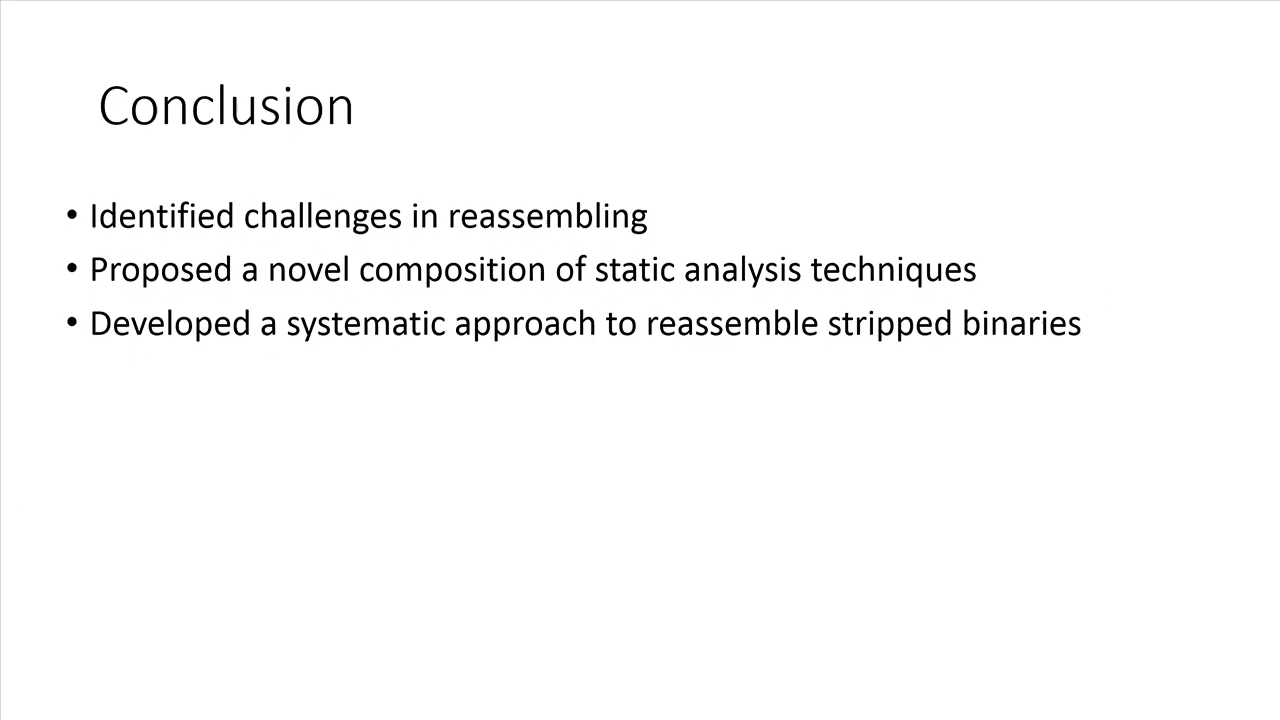 Conclusion
• Identified challenges in reassembling
• Proposed a novel composition of static analysis techniques
• Developed a systematic approach to reassemble stripped binaries